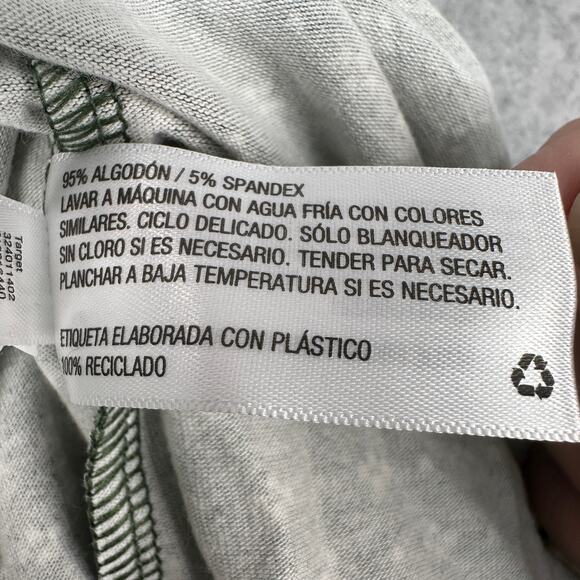 95% ALGODÓN / 5% SPANDEX
LAVAR A MÁQUINA CON AGUA FRÍA CON COLORES
SIMILARES. CICLO DELICADO. SÓLO BLANQUEADOR
SIN CLORO SI ES NECESARIO. TENDER PARA SECAR.
PLANCHAR A BAJA TEMPERATURA SI ES NECESARIO.
ETIQUETA ELABORADA CON PLÁSTICO
100% RECICLADO
Target
324011402